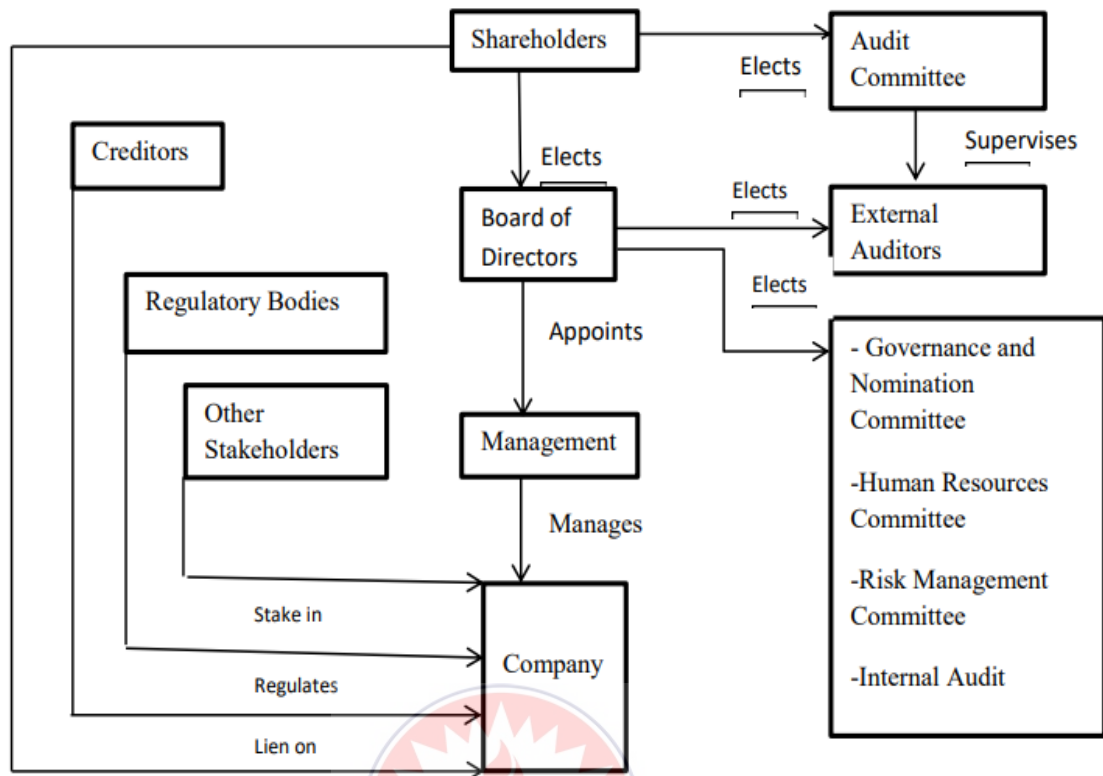 Shareholders
Audit
Committee
Elects
Supervises
Creditors
Elects
Elects
Board of
Directors
External
Auditors
Regulatory Bodies
Elects
Appoints
- Governance and
Nomination
Committee
Other
Stakeholders
Management
-Human Resources
Committee
Manages
-Risk Management
Committee
Stake in
Company
Regulates
-Internal Audit
Lien on